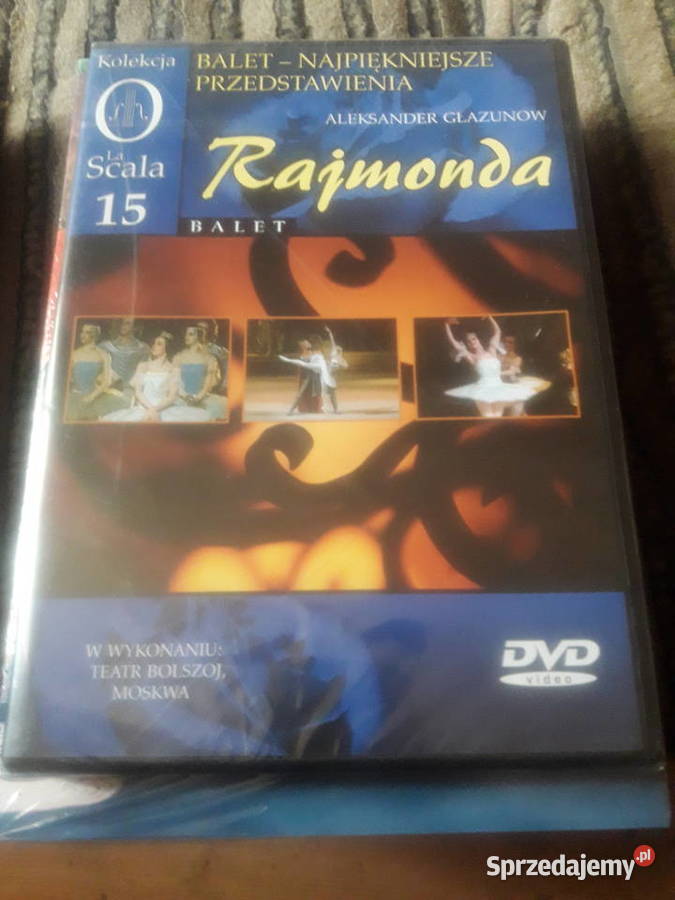 Kolekcja
La
Scala
15
BALET – NAJPIĘKNIEJSZE
PRZEDSTAWIENIA
ALEKSANDER GŁAZUNOW
Rajmonda
BALET
W WYKONANIU:
TEATR BOLSZOJ,
MOSKWA
DVD
video
Sprzedajemy.pl